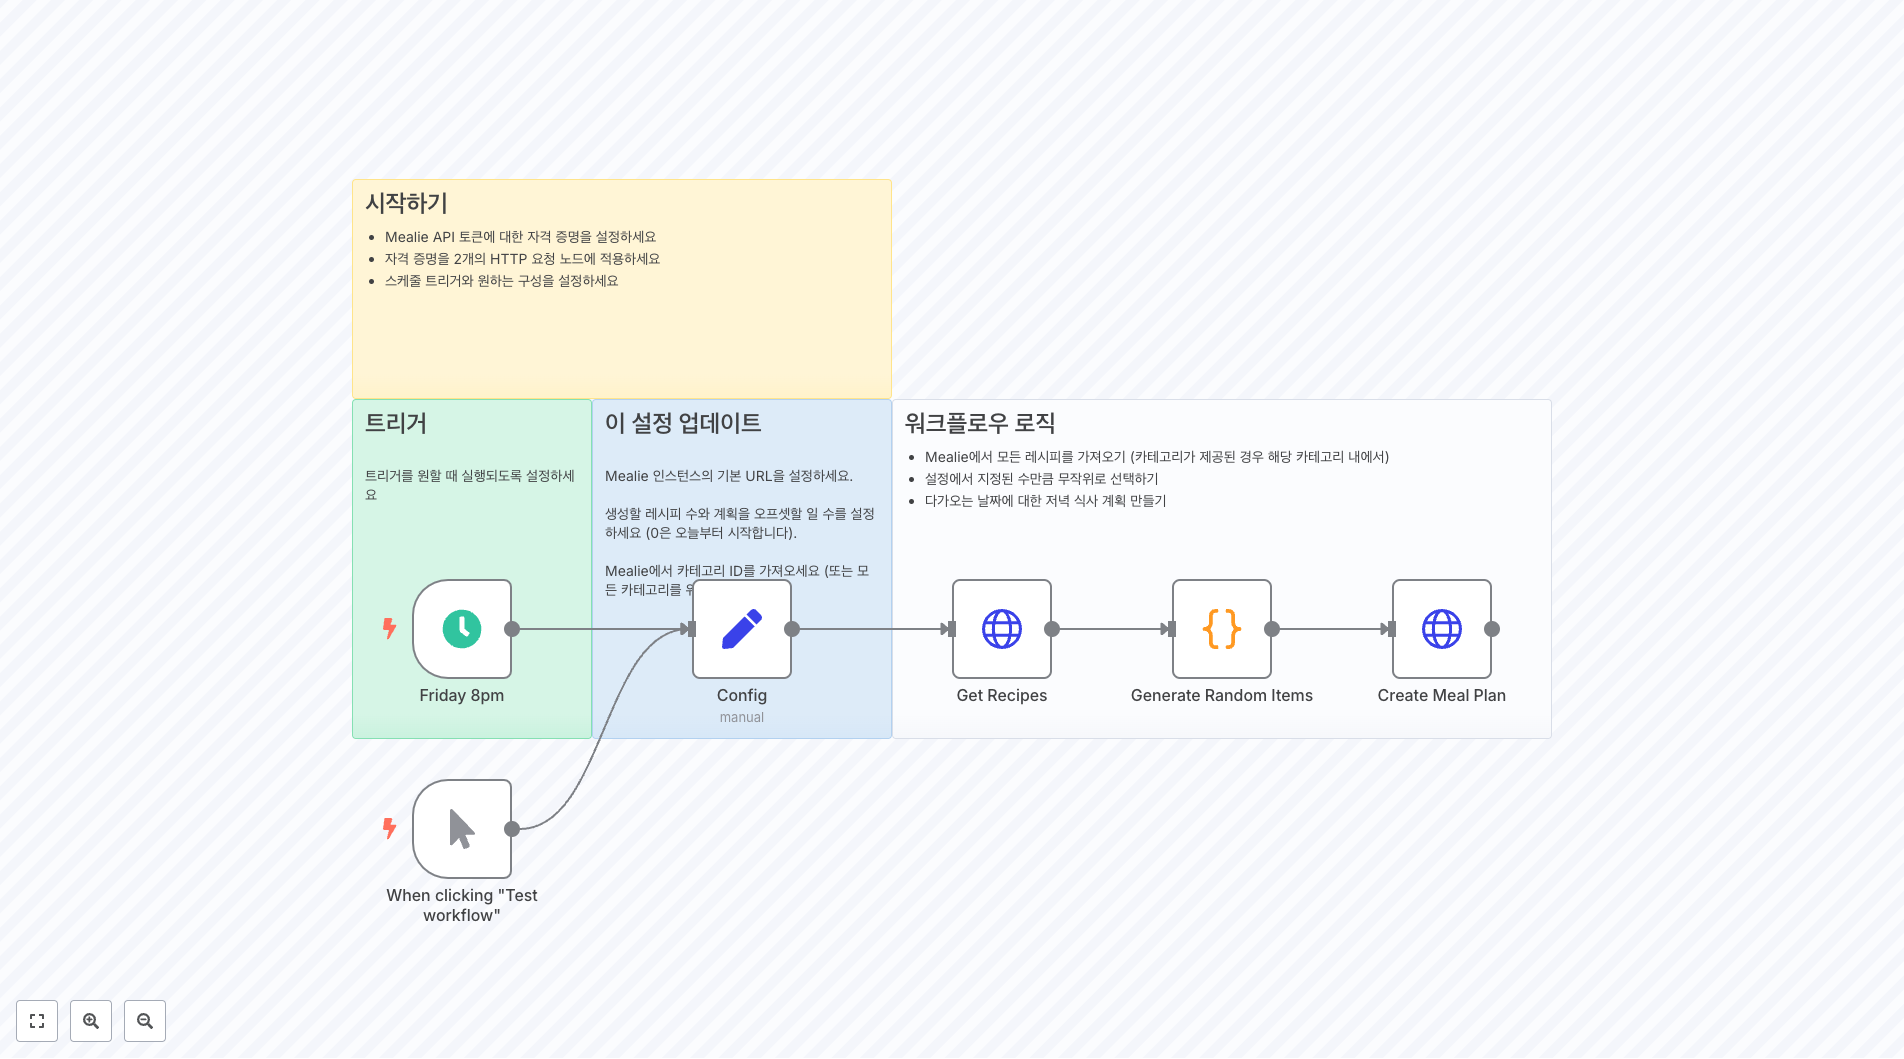 시작하기
Mealie API 토큰에 대한 자격 증명을 설정하세요
자격 증명을 2개의 HTTP 요청 노드에 적용하세요
스케줄 트리거와 원하는 구성을 설정하세요
트리거
트리거를 원할 때 실행되도록 설정하세
요
이 설정 업데이트
Mealie 인스턴스의 기본 URL을 설정하세요.
생성할 레시피 수와 계획을 오프셋할 일 수를 설정
하세요 (0은 오늘부터 시작합니다).
Mealie에서 카테고리 ID를 가져오세요 (또는 모
든 카테고리를
워크플로우 로직
Mealie에서 모든 레시피를 가져오기 (카테고리가 제공된 경우 해당 카테고리 내에서)
설정에서 지정된 수만큼 무작위로 선택하기
다가오는 날짜에 대한 저녁 식사 계획 만들기
Friday 8pm
Config
manual
Get Recipes
Generate Random Items
Create Meal Plan
When clicking "Test
workflow"